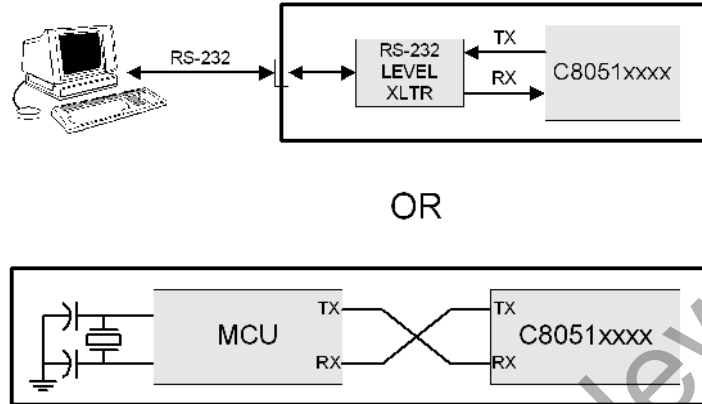 RS-232
RS-232
LEVEL
XLTR
TX
RX
C8051xxxx
OR
MCU
TX
RX
TX
RX
C8051xxxx